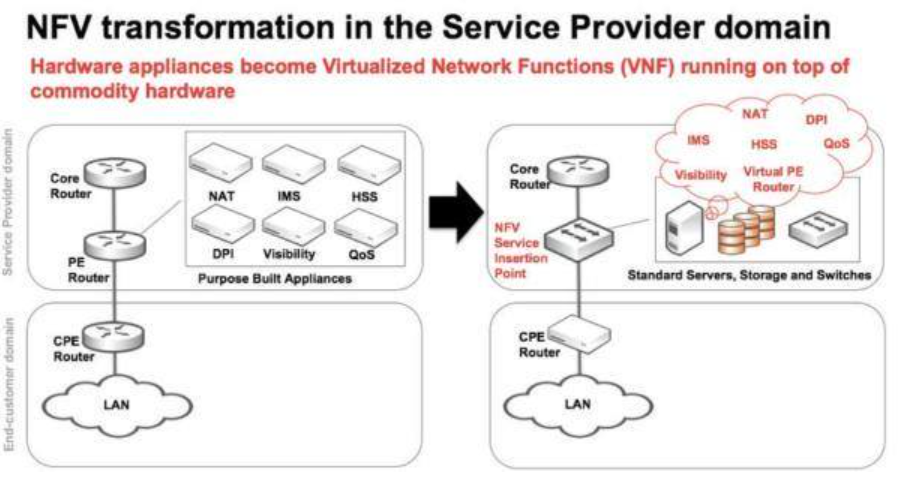 NFV transformation in the Service Provider domain
Hardware appliances become Virtualized Network Functions (VNF) running on top of
commodity hardware
Service Provider domain
Core
Router
PE
Router
NAT IMS HSS
DPI Visibility QoS
Purpose Built Appliances
End-customer domain
CPE
Router
LAN
Core
Router
NFV
Service
Insertion
Point
NAT DPI
IMS HSS QoS
Visibility Virtual PE
Router
Standard Servers, Storage and Switches
CPE
Router
LAN